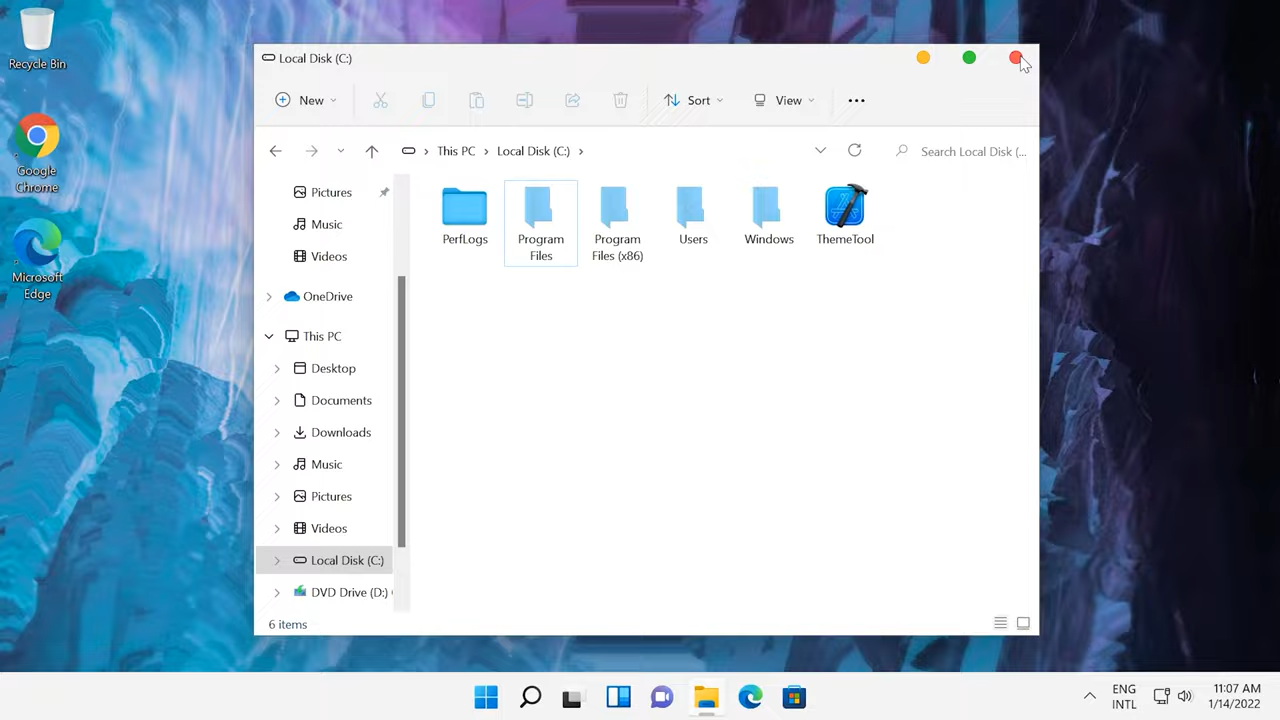 Recycle Bin
Google
Chrome
Microsoft
Edge
Local Disk (C:)
New
Sort
View
This PC
Local Disk (C:)
Search Local Disk (...
Pictures
Music
Videos
OneDrive
This PC
Desktop
Documents
Downloads
Music
Pictures
Videos
Local Disk (C:)
DVD Drive (D:)
PerfLogs
Program
Files
Program
Files (x86)
Users
Windows
ThemeTool
6 items
ENG
INTL
11:07 AM
1/14/2022